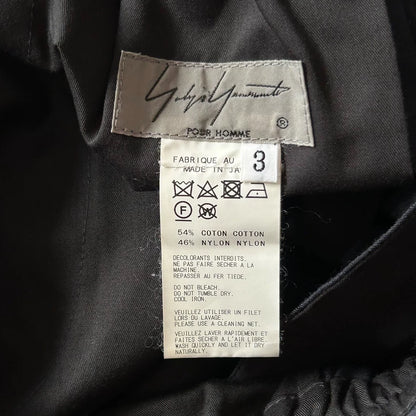 Yohji Yamamoto
POUR HOMME ®
FABRIQUE AU
MADE IN JA
3
F W
54% COTON COTTON
46% NYLON NYLON
DECOLORANTS INTERDITS.
NE PAS FAIRE SECHER A LA
MACHINE.
REPASSER AU FER TIEDE.
DO NOT BLEACH.
DO NOT TUMBLE DRY.
COOL IRON.
VEUILLEZ UTILISER UN FILET
LORS DU LAVAGE.
PLEASE USE A CLEANING NET.
VEUILLEZ LAVER RAPIDEMENT ET
FAIRE SECHER A L'AIR LIBRE.
WASH QUICKLY AND LET IT DRY
NATURALLY.